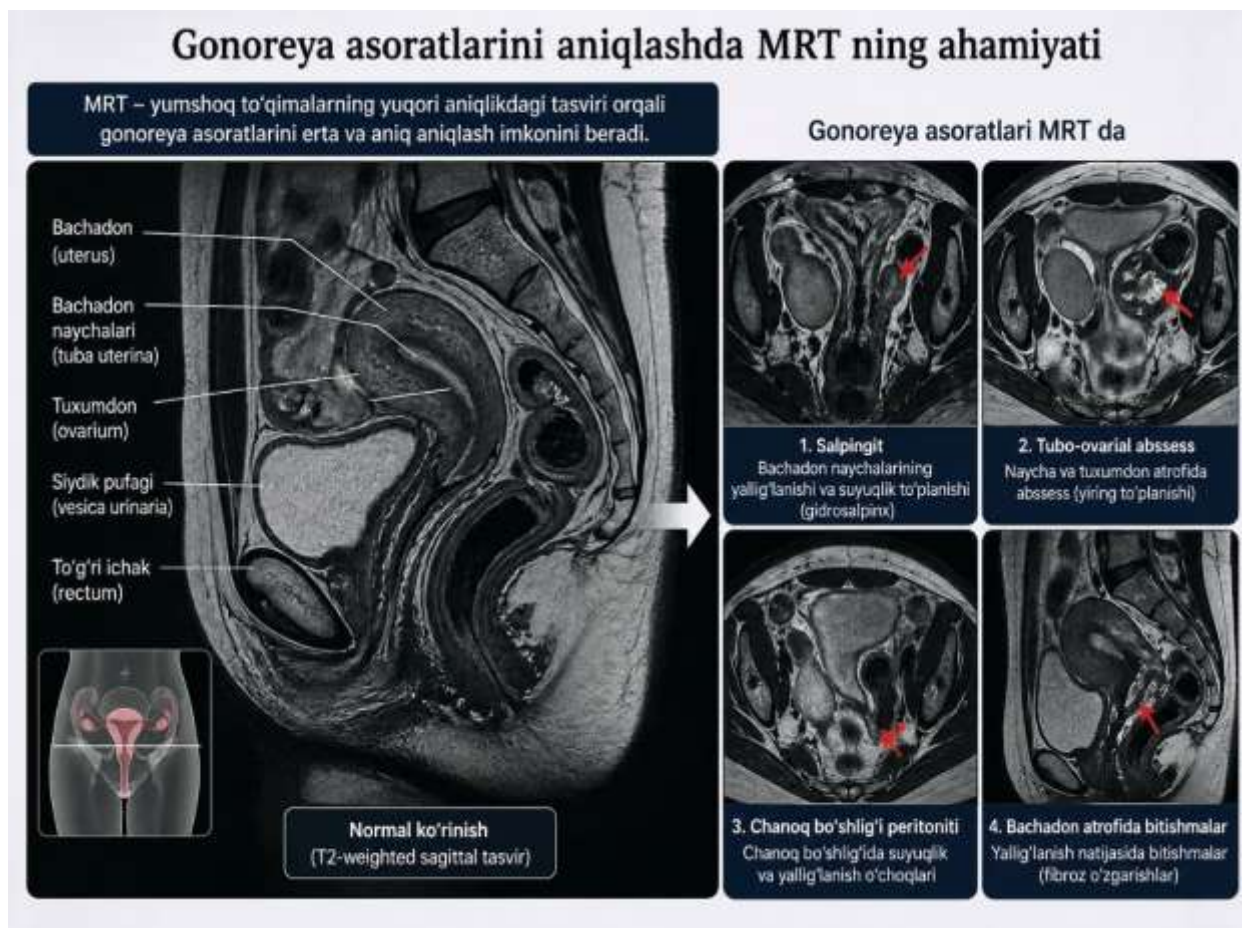 Gonoreya asoratlarini aniqlashda MRT ning ahamiyati
MRT – yumshoq to'qimalarning yuqori aniqlikdagi tasviri orqali
gonoreya asoratlarini erta va aniq aniqlash imkonini beradi.
Bachadon
(uterus)
Bachadon
naychalari
(tuba uterina)
Tuxumdon
(ovarium)
Siydik pufagi
(vesica urinaria)
To'g'ri ichak
(rectum)
Normal ko'rinish
(T2-weighted sagittal tasvir)
Gonoreya asoratlari MRT da
1. Salpingit
Bachadon naychalarining
yallig'lanishi va suyuqlik to'planishi
(gidrosalpinx)
2. Tubo-ovarial abssess
Naycha va tuxumdon atrofida
abssess (yiring to'planishi)
3. Chanoq bo'shlig'i peritoniti
Chanoq bo'shlig'ida suyuqlik
va yallig'lanish o'choqlari
4. Bachadon atrofida bitishmalar
Yallig'lanish natijasida bitishmalar
(fibroz o'zgarishlar)